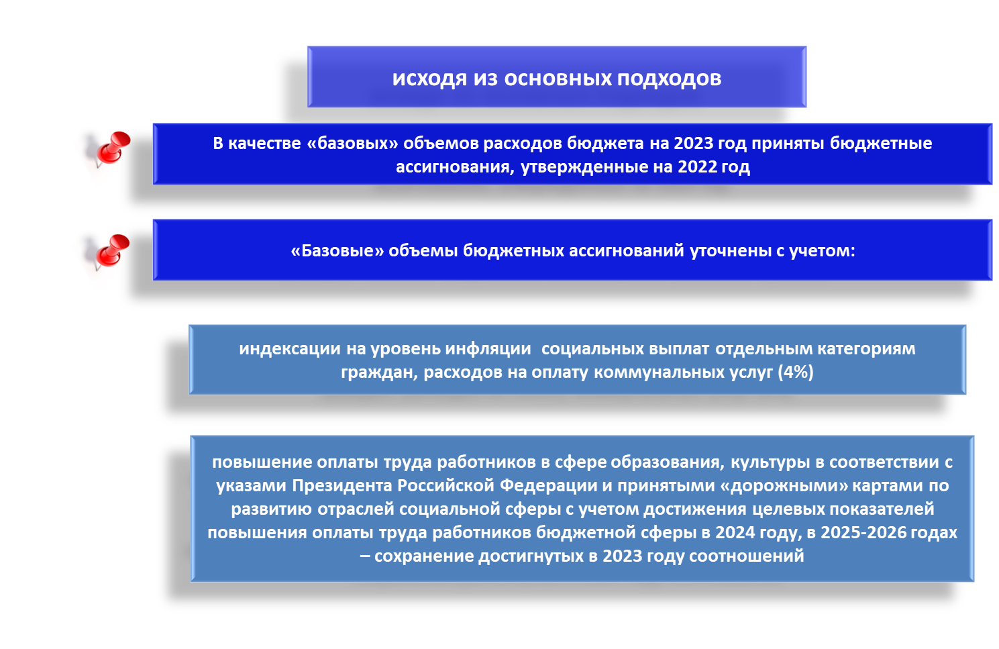 исходя из основных подходов
В качестве «базовых» объемов расходов бюджета на 2023 год приняты бюджетные
ассигнования, утвержденные на 2022 год
«Базовые» объемы бюджетных ассигнований уточнены с учетом:
индексации на уровень инфляции  социальных выплат отдельным категориям
граждан, расходов на оплату коммунальных услуг (4%)
повышение оплаты труда работников в сфере образования, культуры в соответствии с
указами Президента Российской Федерации и принятыми «дорожными» картами по
развитию отраслей социальной сферы с учетом достижения целевых показателей
повышения оплаты труда работников бюджетной сферы в 2024 году, в 2025-2026 годах
– сохранение достигнутых в 2023 году соотношений